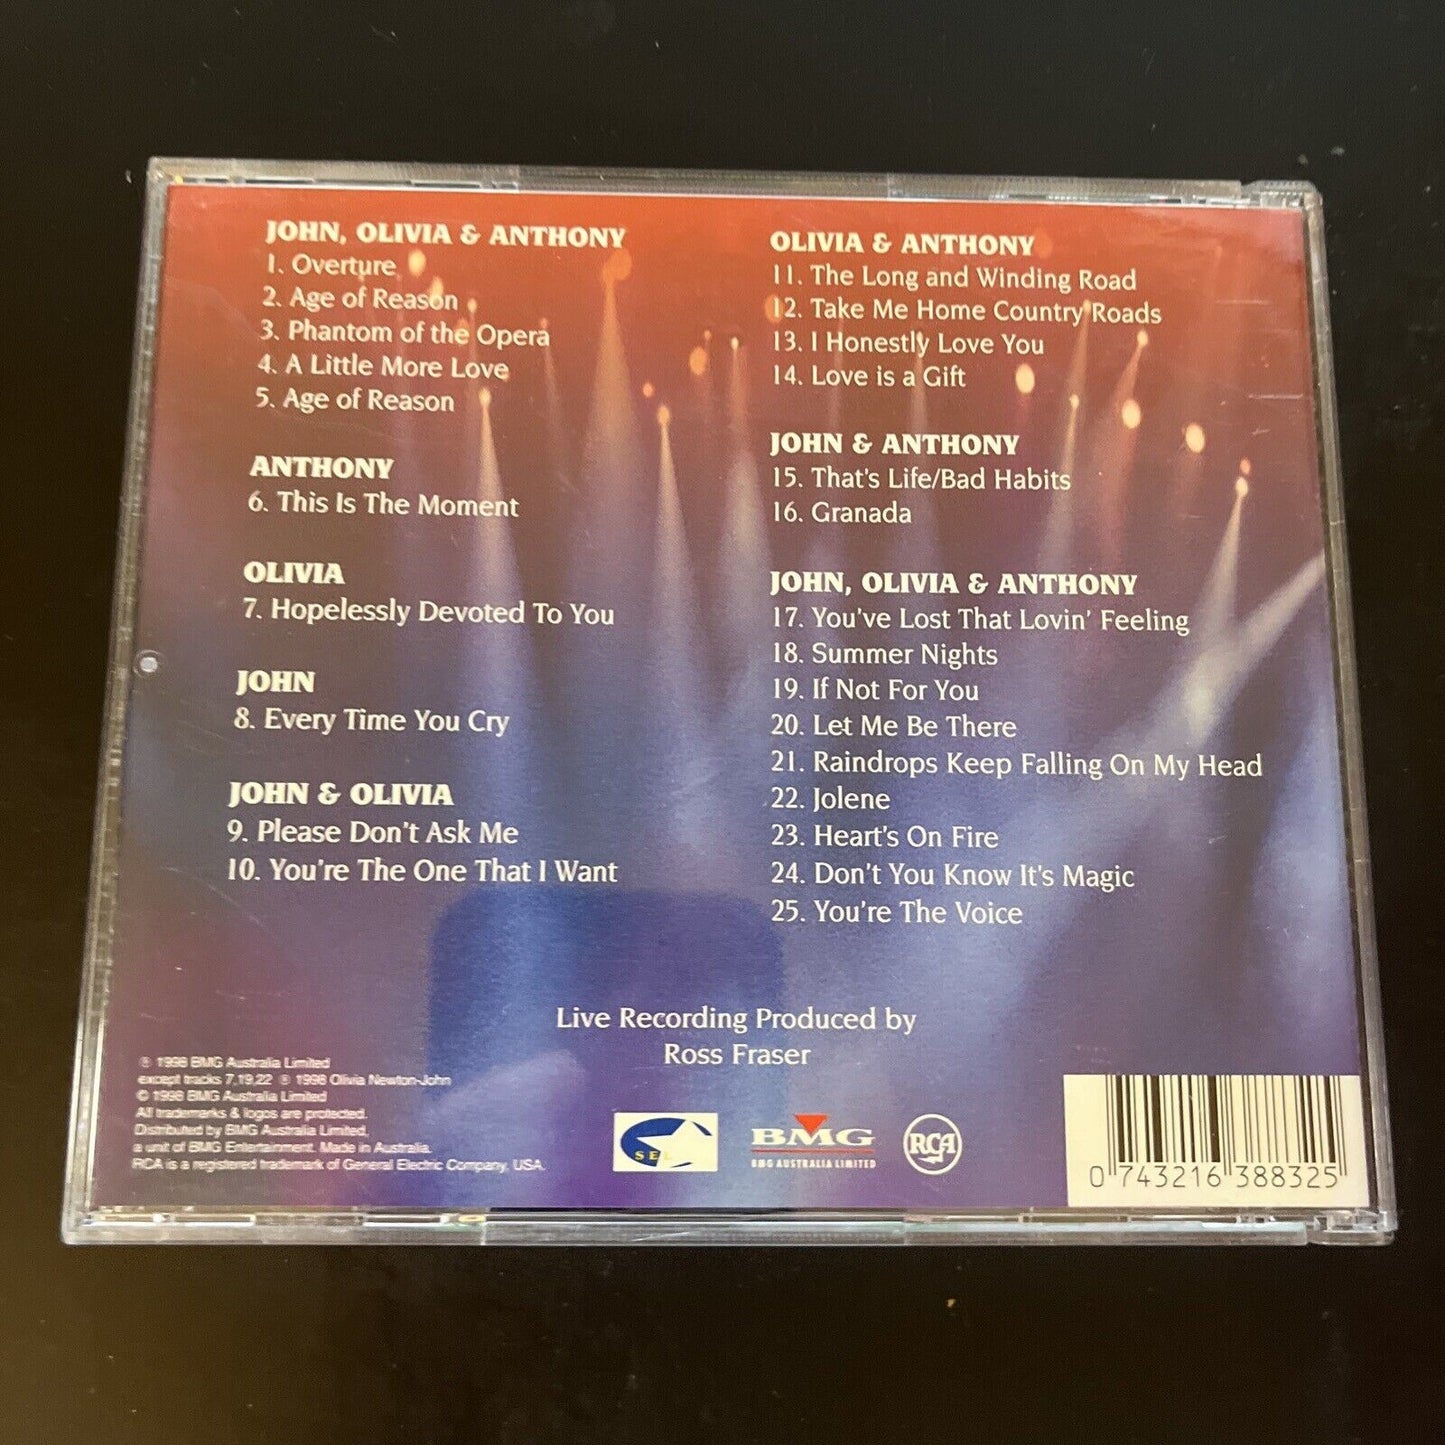 JOHN, OLIVIA & ANTHONY
1. Overture
2. Age of Reason
3. Phantom of the Opera
4. A Little More Love
5. Age of Reason
ANTHONY
6. This Is The Moment
OLIVIA
7. Hopelessly Devoted To You
JOHN
8. Every Time You Cry
JOHN & OLIVIA
9. Please Don't Ask Me
10. You're The One That I Want
OLIVIA & ANTHONY
11. The Long and Winding Road
12. Take Me Home Country Roads
13. I Honestly Love You
14. Love is a Gift
JOHN & ANTHONY
15. That's Life/Bad Habits
16. Granada
JOHN, OLIVIA & ANTHONY
17. You've Lost That Lovin' Feeling
18. Summer Nights
19. If Not For You
20. Let Me Be There
21. Raindrops Keep Falling On My Head
22. Jolene
23. Heart's On Fire
24. Don't You Know It's Magic
25. You're The Voice
Live Recording Produced by
Ross Fraser
℗ 1998 BMG Australia Limited
except tracks 7,19,22 ℗ 1998 Olivia Newton-John
© 1998 BMG Australia Limited
All trademarks & logos are protected.
Distributed by BMG Australia Limited,
a unit of BMG Entertainment. Made in Australia.
RCA is a registered trademark of General Electric Company, USA.
SEL
BMG
BMG AUSTRALIA LIMITED
RCA
0 743216 388325